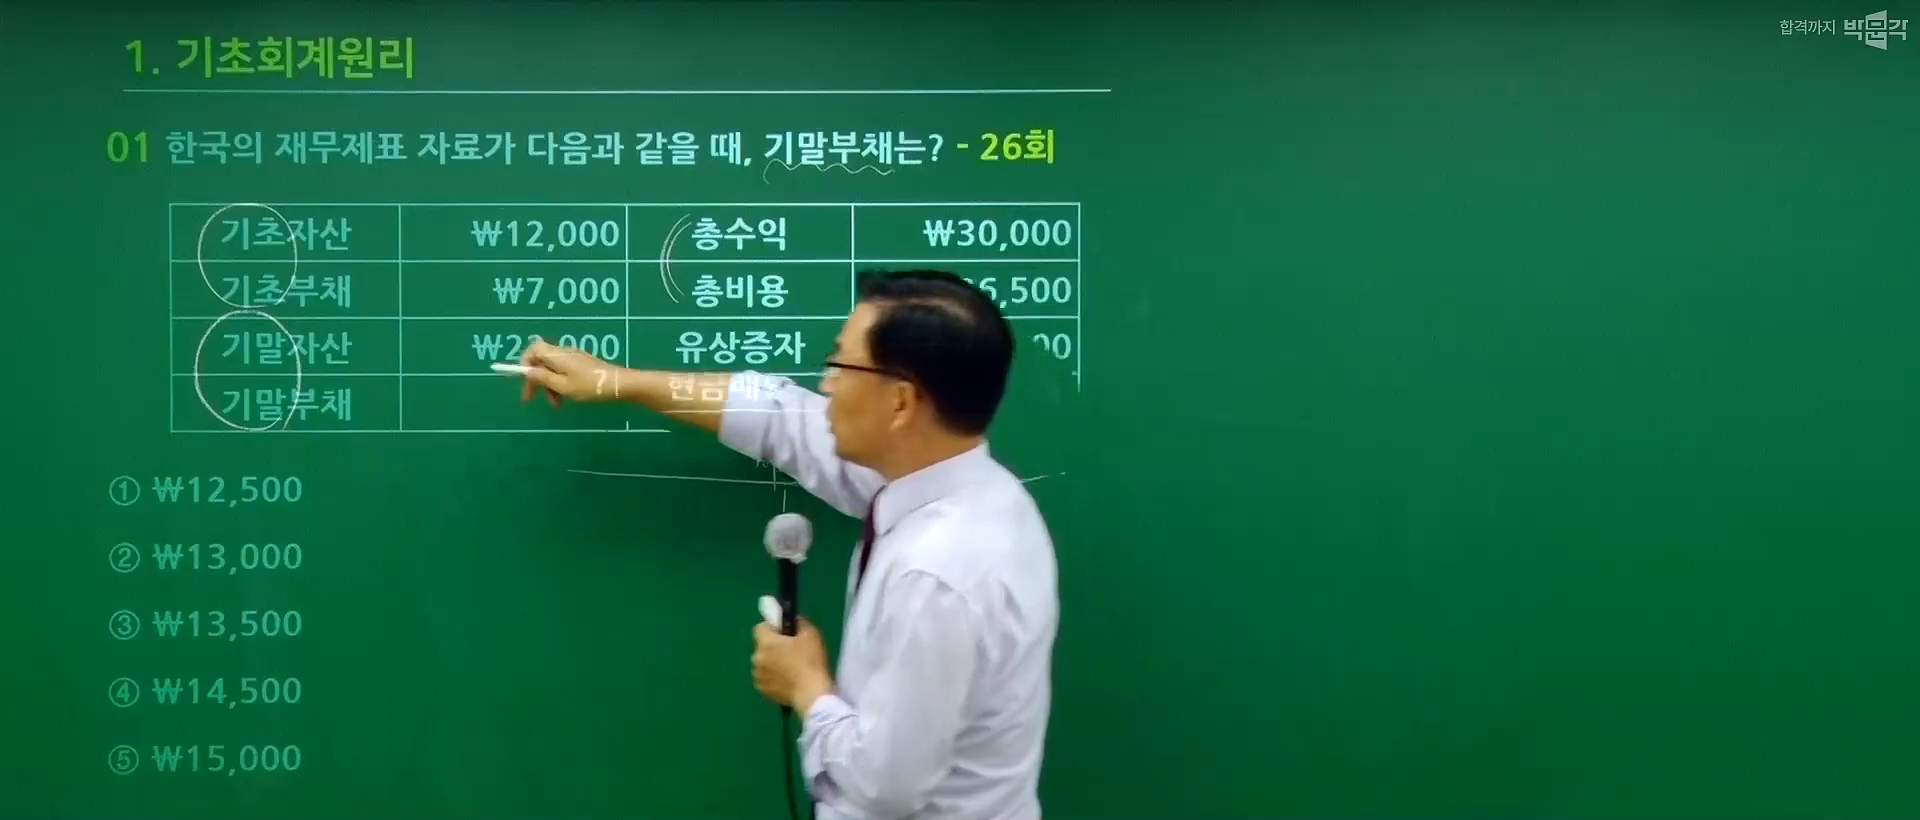 합격까지 박문각
1. 기초회계원리
01 한국의 재무제표 자료가 다음과 같을 때, 기말부채는? - 26회
기초자산 ₩12,000 총수익 ₩30,000
기초부채 ₩7,000 총비용 6,500
기말자산 유상증자 00
기말부채 ?
① ₩12,500
② ₩13,000
③ ₩13,500
④ ₩14,500
⑤ ₩15,000